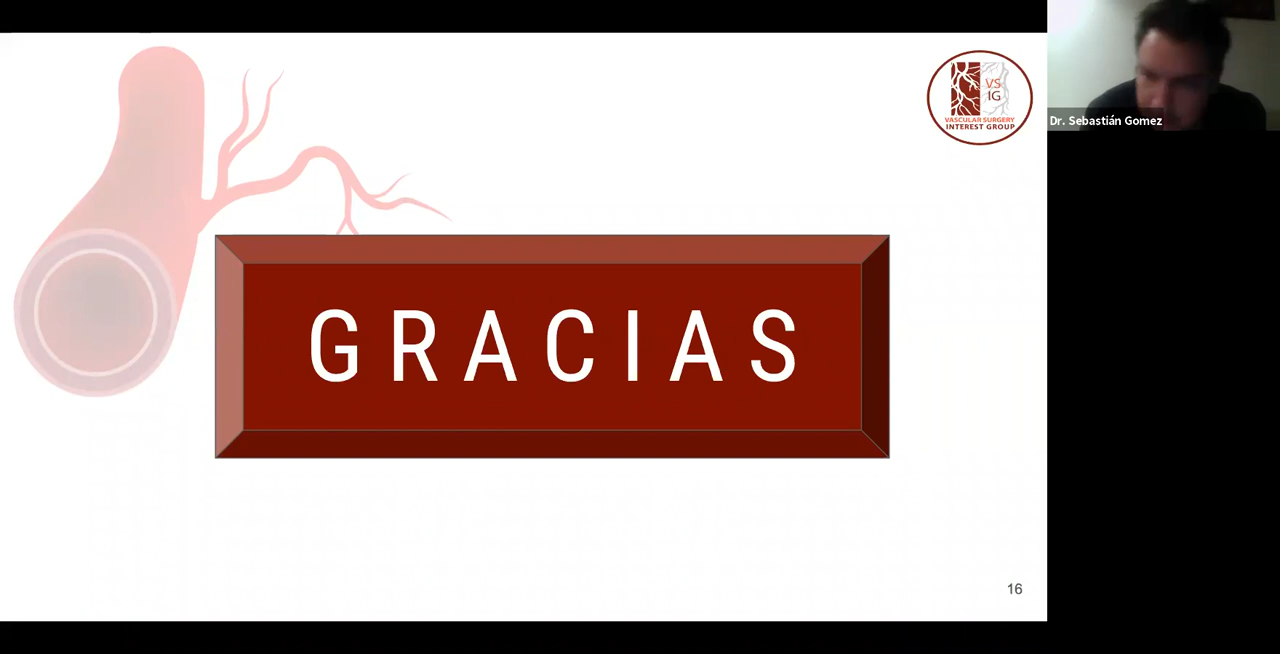 VS
IG
VASCULAR SURGERY
INTEREST GROUP
Dr. Sebastián Gomez
GRACIAS
16